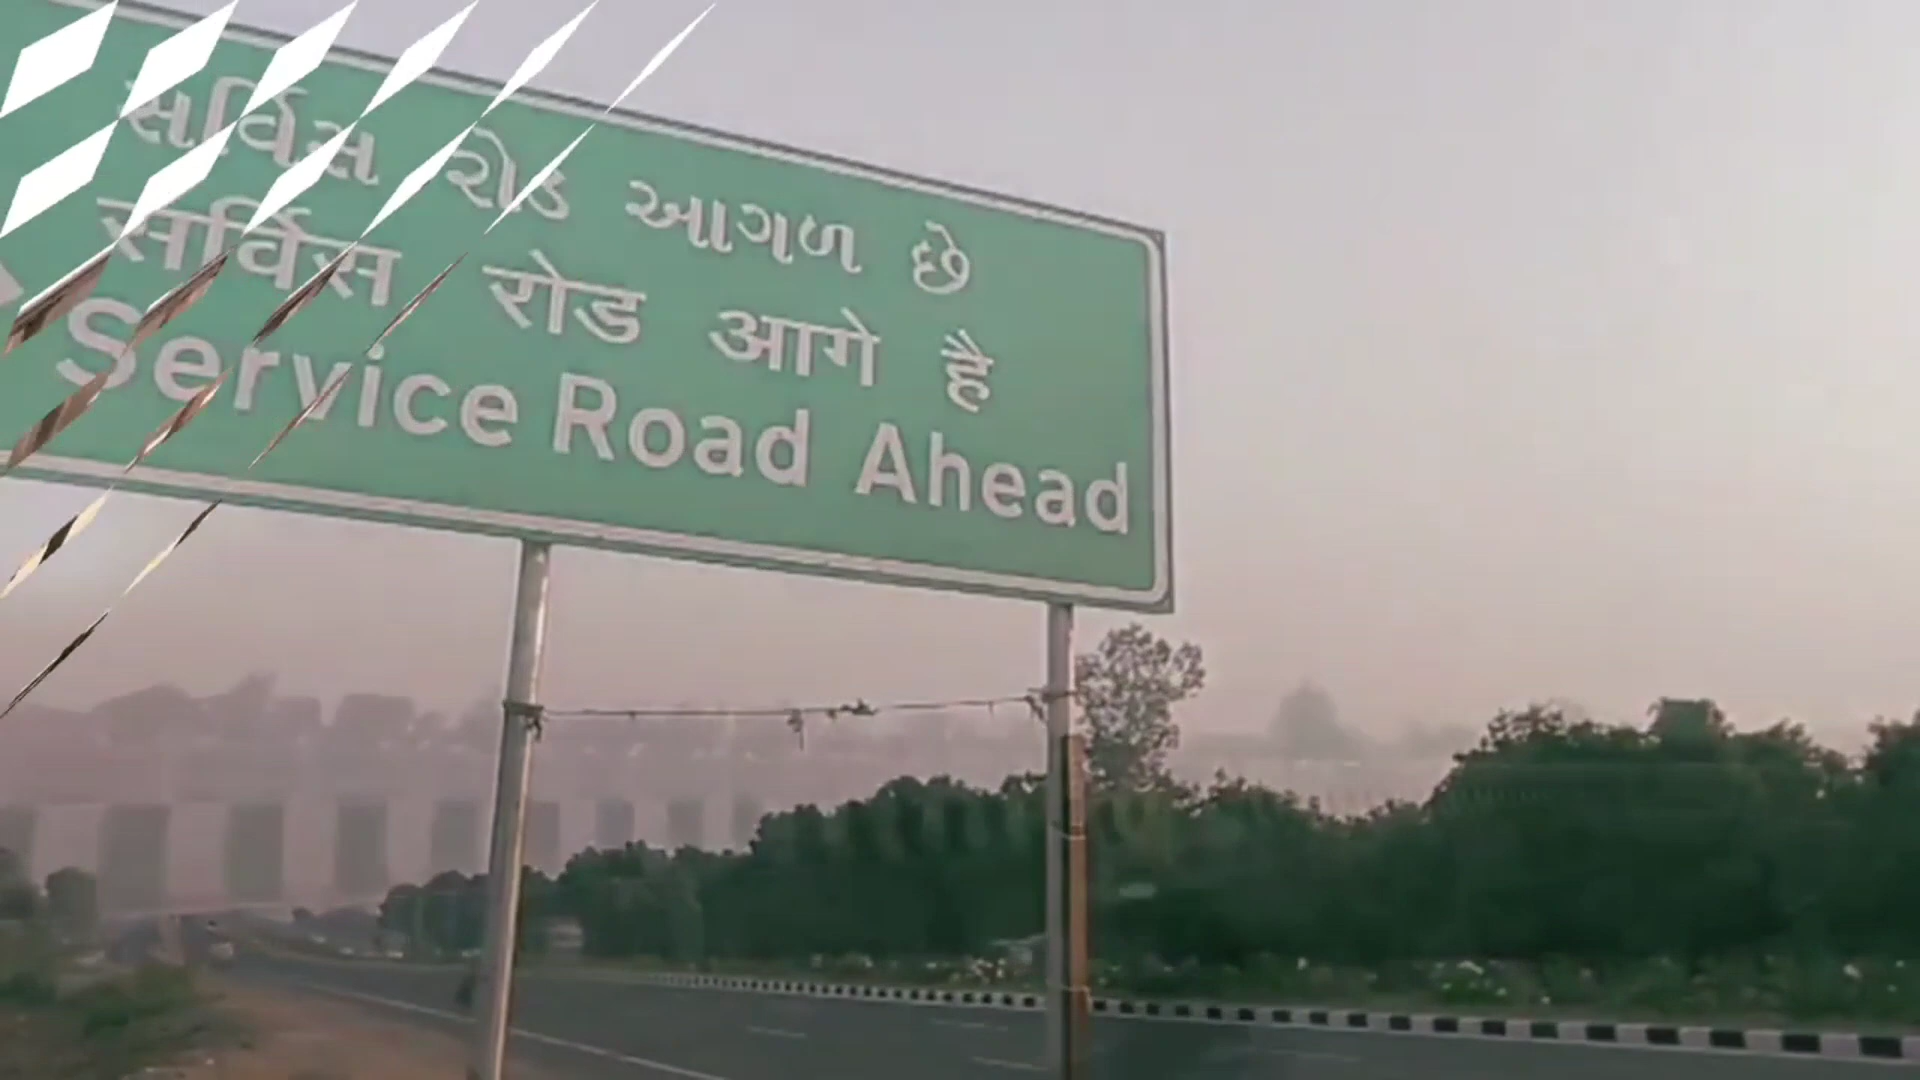 સર્વિસ રોડ આગળ છે
सर्विस रोड आगे है
Service Road Ahead